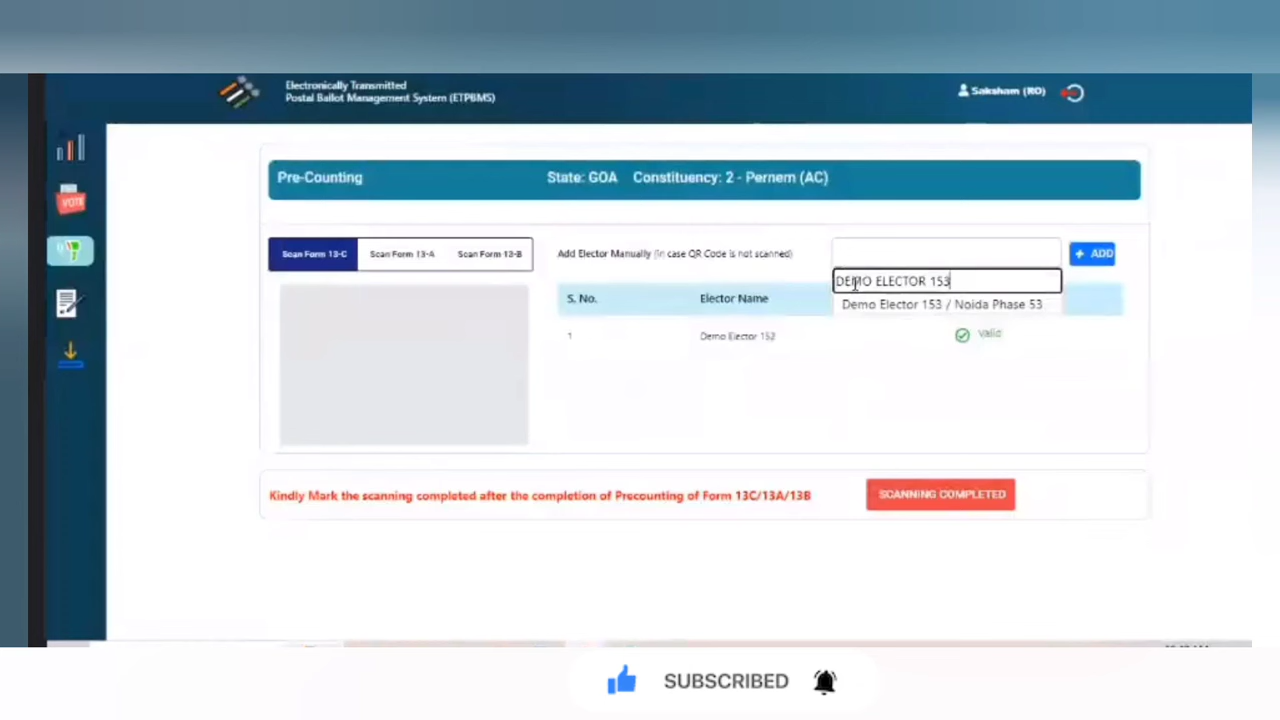 Electronically Transmitted
Postal Ballot Management System (ETPBMS)
Saksham (RO)
VOTE
Pre-Counting State: GOA Constituency: 2 - Pernem (AC)
Scan Form 13-C Scan Form 13-A Scan Form 13-B
Add Elector Manually (In case QR Code is not scanned)
+ ADD
DEMO ELECTOR 153
Demo Elector 153 / Noida Phase 53
S. No. Elector Name
1 Demo Elector 152 Valid
Kindly Mark the scanning completed after the completion of Precounting of Form 13C/13A/13B
SCANNING COMPLETED
SUBSCRIBED